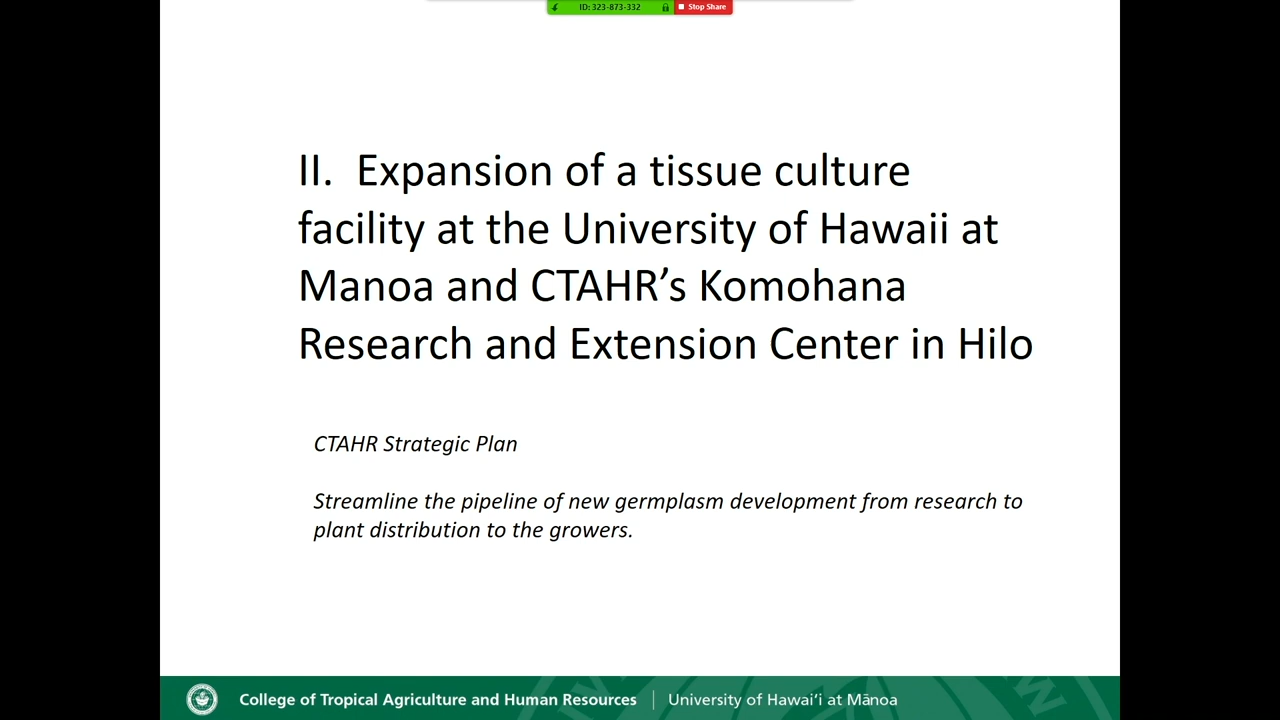 ID: 323-873-332
Stop Share
II. Expansion of a tissue culture
facility at the University of Hawaii at
Manoa and CTAHR’s Komohana
Research and Extension Center in Hilo
CTAHR Strategic Plan
Streamline the pipeline of new germplasm development from research to
plant distribution to the growers.
College of Tropical Agriculture and Human Resources | University of Hawai‘i at Mānoa